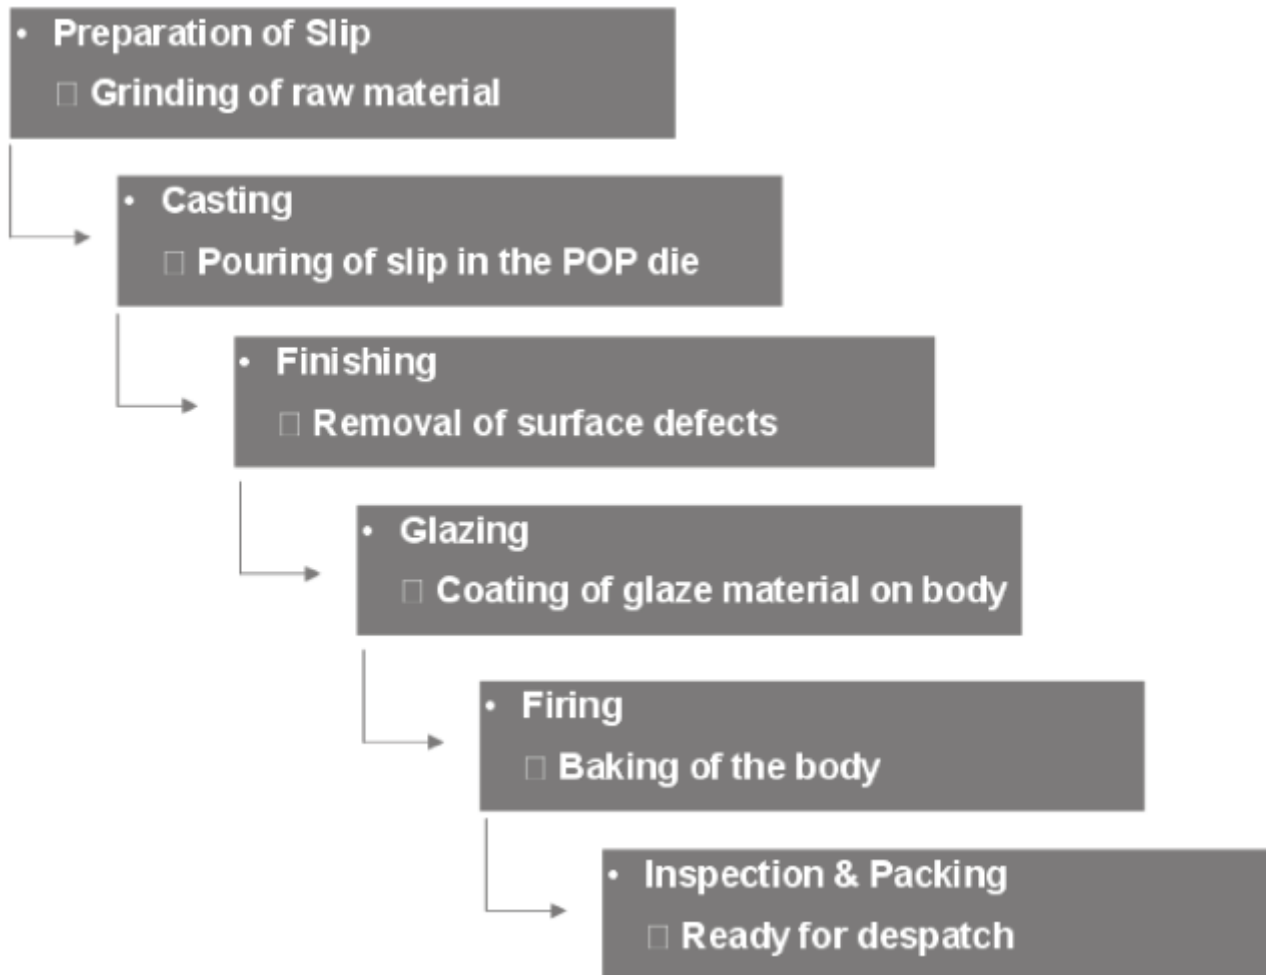 • Preparation of Slip
▯ Grinding of raw material
• Casting
▯ Pouring of slip in the POP die
• Finishing
▯ Removal of surface defects
• Glazing
▯ Coating of glaze material on body
• Firing
▯ Baking of the body
• Inspection & Packing
▯ Ready for despatch